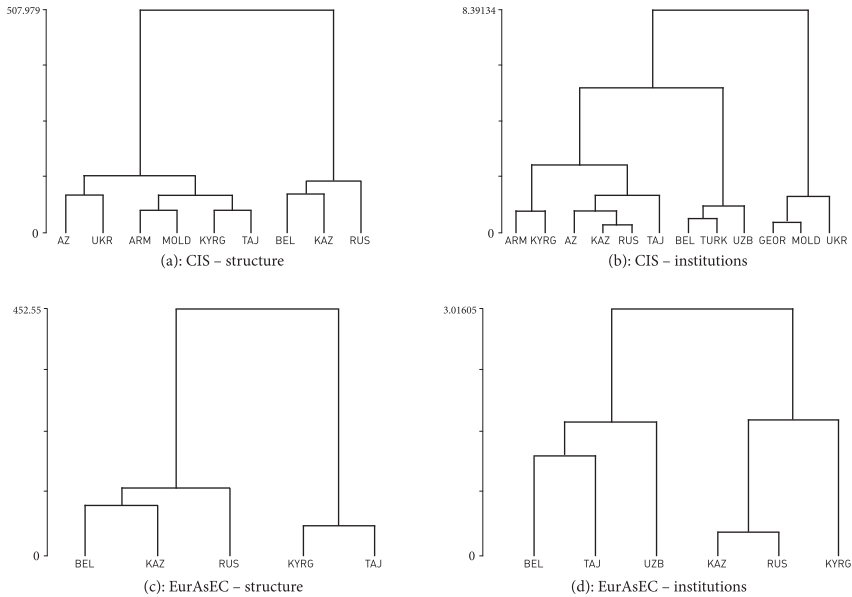 507.979
0
AZ UKR ARM MOLD KYRG TAJ BEL KAZ RUS
(a): CIS – structure
8.39134
0
ARM KYRG AZ KAZ RUS TAJ BEL TURK UZB GEOR MOLD UKR
(b): CIS – institutions
452.55
0
BEL KAZ RUS KYRG TAJ
(c): EurAsEC – structure
3.01605
0
BEL TAJ UZB KAZ RUS KYRG
(d): EurAsEC – institutions